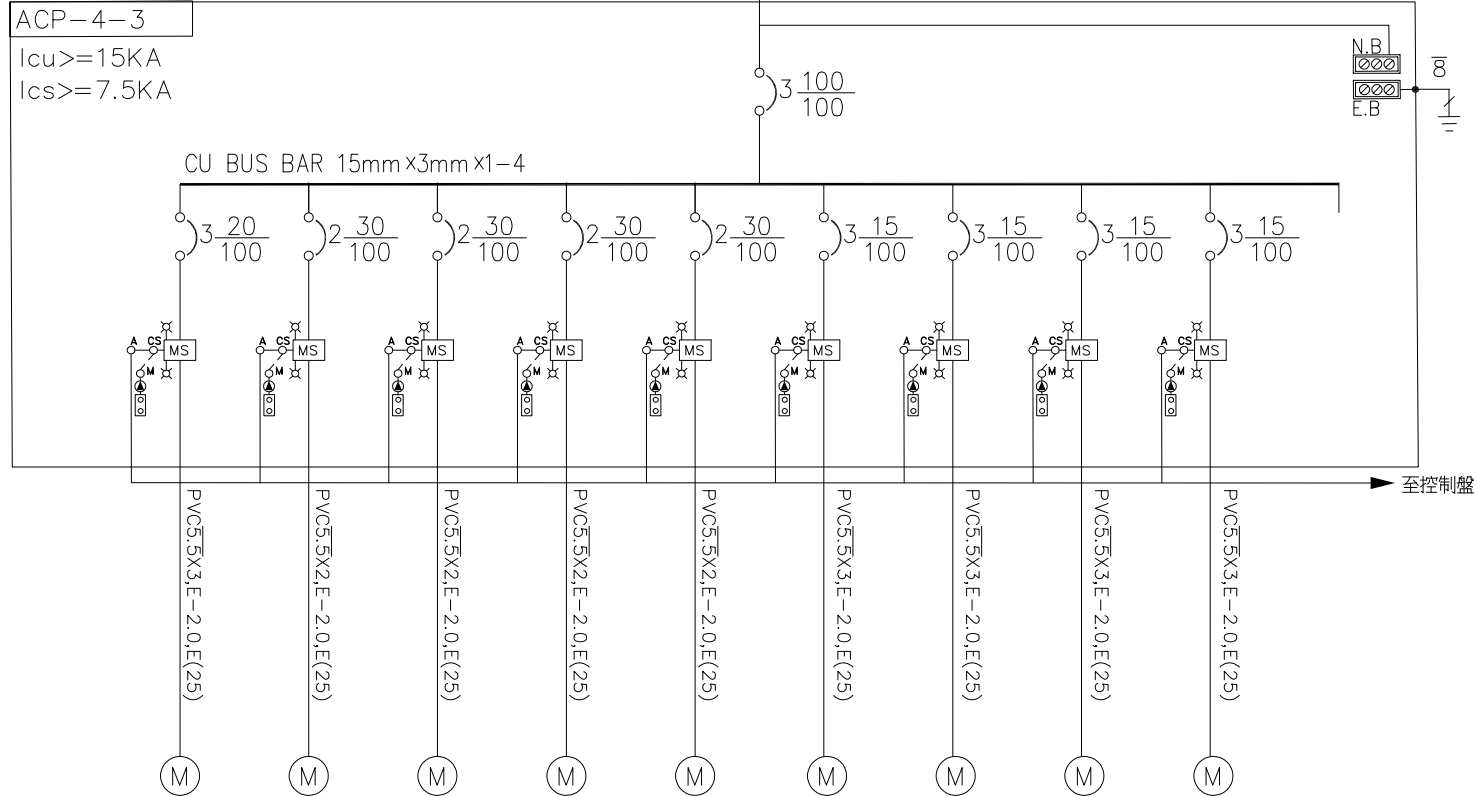 ACP-4-3
Icu>=15KA
Ics>=7.5KA
N.B
E.B
8
3 100/100
CU BUS BAR 15mm×3mm×1-4
3 20/100
2 30/100
2 30/100
2 30/100
2 30/100
3 15/100
3 15/100
3 15/100
3 15/100
A CS MS M
A CS MS M
A CS MS M
A CS MS M
A CS MS M
A CS MS M
A CS MS M
A CS MS M
A CS MS M
至控制盤
PVC5.5X3,E-2.0,E(25)
PVC5.5X2,E-2.0,E(25)
PVC5.5X2,E-2.0,E(25)
PVC5.5X2,E-2.0,E(25)
PVC5.5X2,E-2.0,E(25)
PVC5.5X3,E-2.0,E(25)
PVC5.5X3,E-2.0,E(25)
PVC5.5X3,E-2.0,E(25)
PVC5.5X3,E-2.0,E(25)
M M M M M M M M M